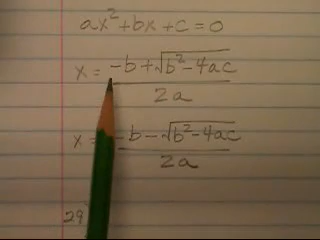 ax²+bx+c=0
x = (-b+√(b²-4ac))/(2a)
x = (-b-√(b²-4ac))/(2a)
29